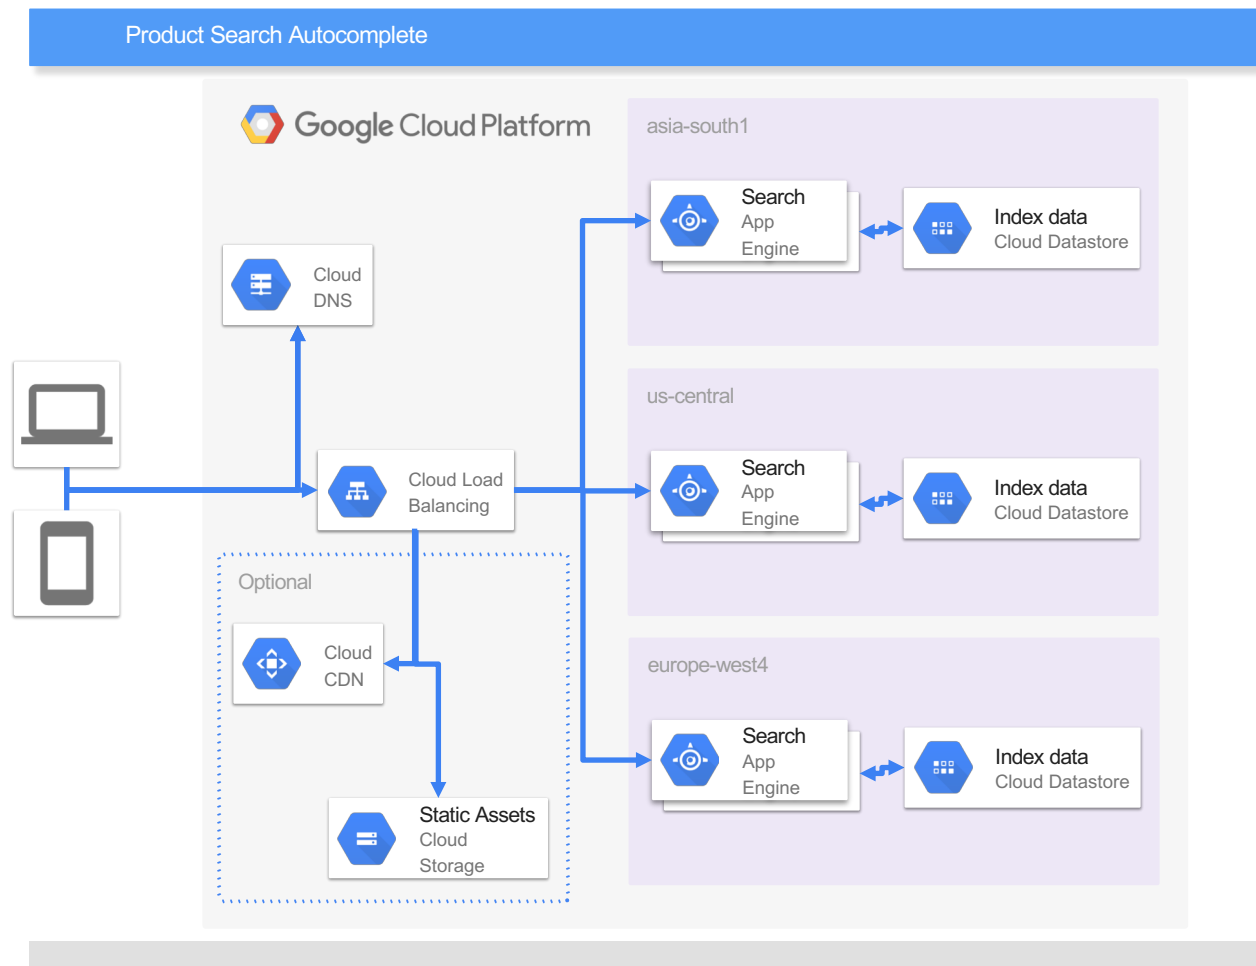 Product Search Autocomplete
Google Cloud Platform
asia-south1
Search
App
Engine
Index data
Cloud Datastore
Cloud
DNS
us-central
Cloud Load
Balancing
Search
App
Engine
Index data
Cloud Datastore
Optional
Cloud
CDN
europe-west4
Search
App
Engine
Index data
Cloud Datastore
Static Assets
Cloud
Storage